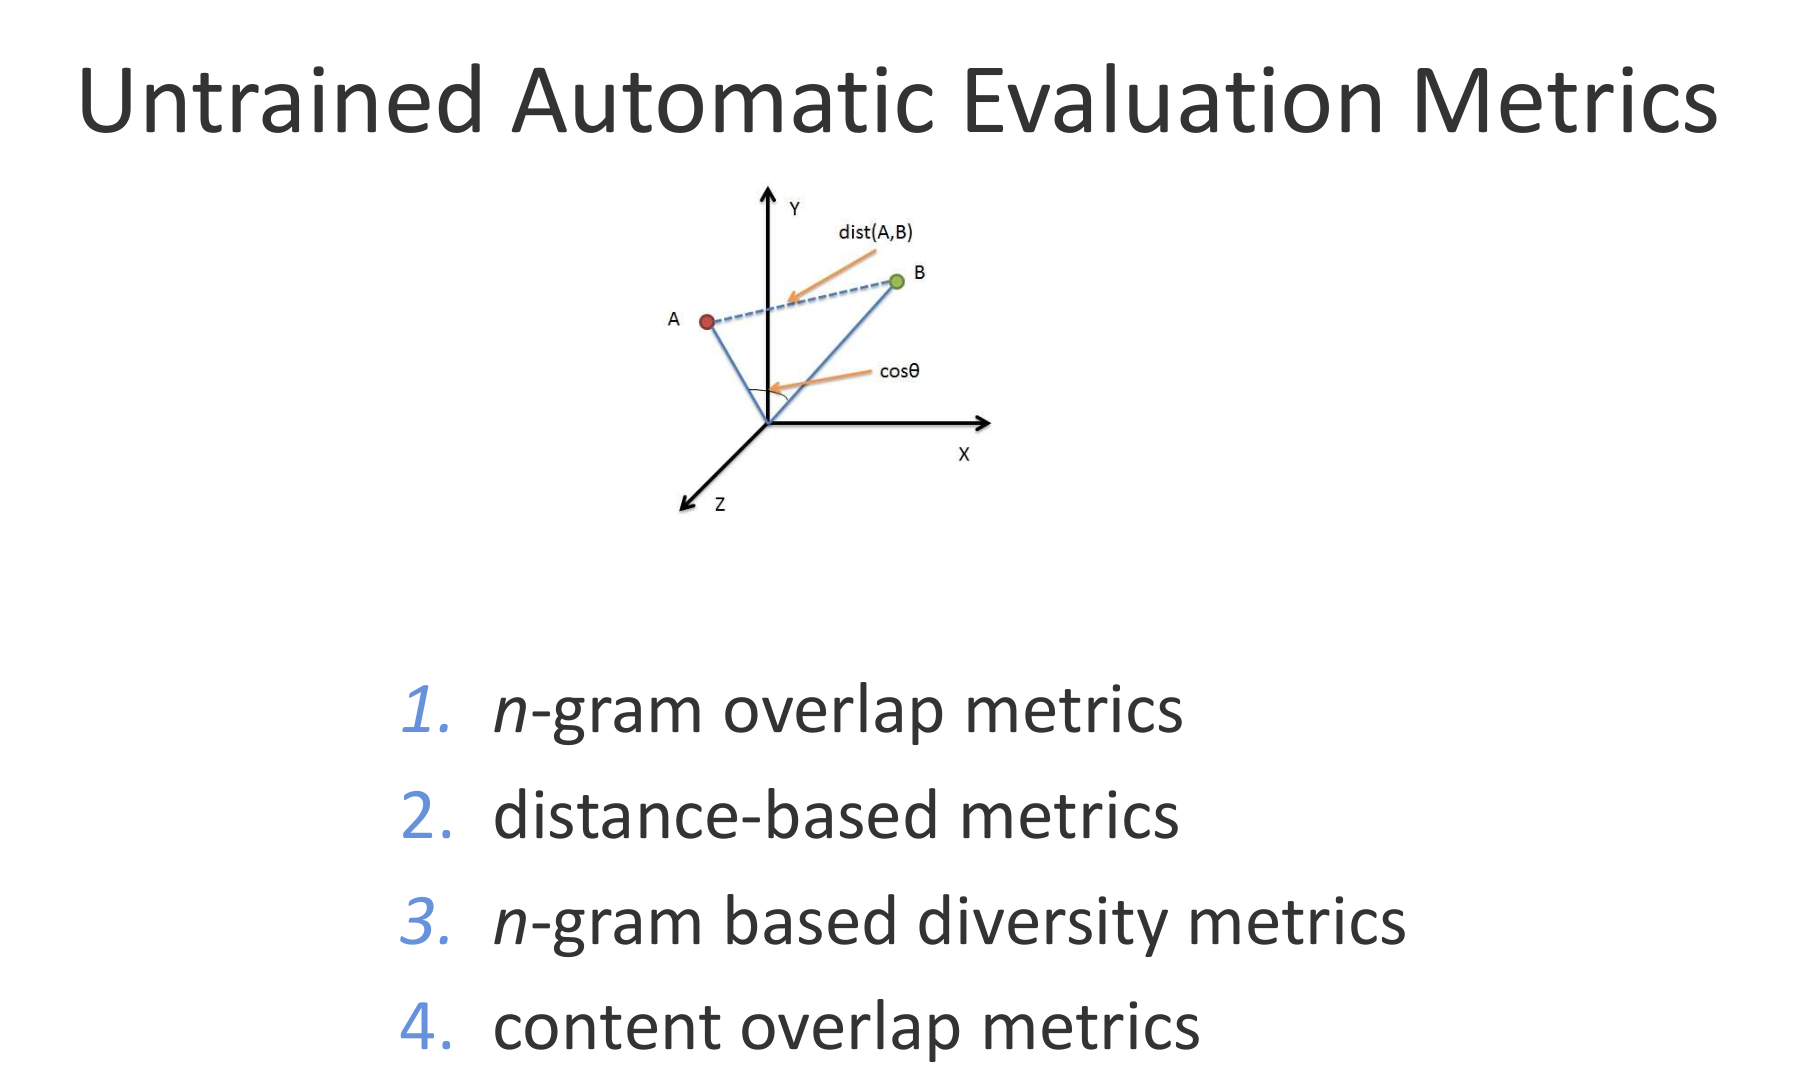 Untrained Automatic Evaluation Metrics
Y
dist(A,B)
B
A
cosθ
X
Z
1. n-gram overlap metrics
2. distance-based metrics
3. n-gram based diversity metrics
4. content overlap metrics